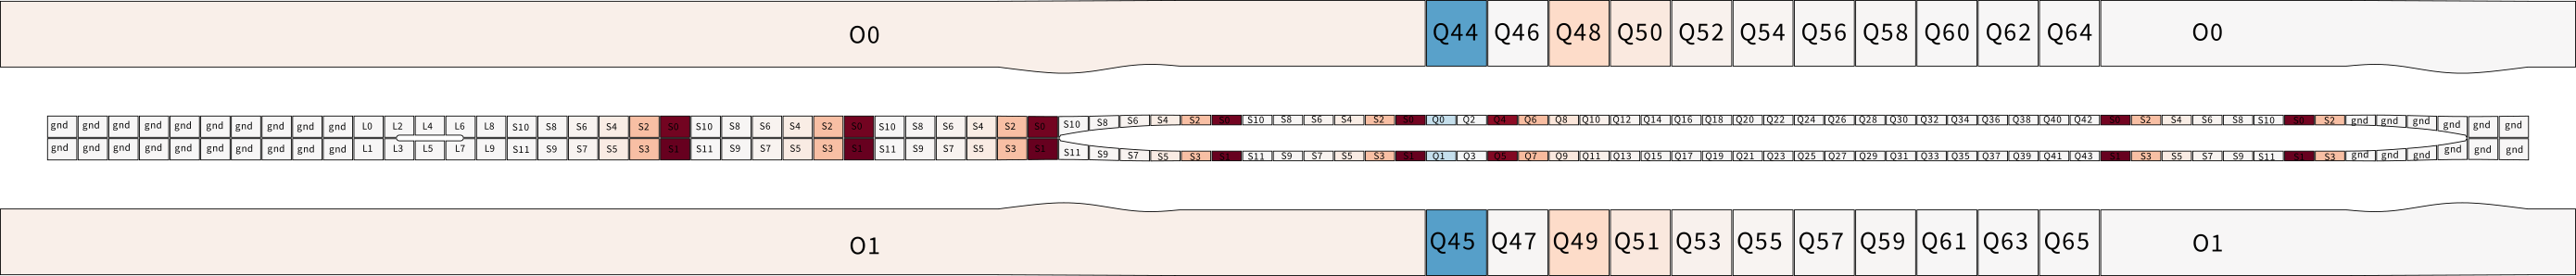 O0 Q44 Q46 Q48 Q50 Q52 Q54 Q56 Q58 Q60 Q62 Q64 O0
gnd gnd gnd gnd gnd gnd gnd gnd gnd gnd L0 L2 L4 L6 L8 S10 S8 S6 S4 S2 S0 S10 S8 S6 S4 S2 S0 S10 S8 S6 S4 S2 S0 S10 S8 S6 S4 S2 S0 S10 S8 S6 S4 S2 S0 Q0 Q2 Q4 Q6 Q8 Q10 Q12 Q14 Q16 Q18 Q20 Q22 Q24 Q26 Q28 Q30 Q32 Q34 Q36 Q38 Q40 Q42 S0 S2 S4 S6 S8 S10 S0 S2 gnd gnd gnd gnd gnd gnd
gnd gnd gnd gnd gnd gnd gnd gnd gnd gnd L1 L3 L5 L7 L9 S11 S9 S7 S5 S3 S1 S11 S9 S7 S5 S3 S1 S11 S9 S7 S5 S3 S1 S11 S9 S7 S5 S3 S1 S11 S9 S7 S5 S3 S1 Q1 Q3 Q5 Q7 Q9 Q11 Q13 Q15 Q17 Q19 Q21 Q23 Q25 Q27 Q29 Q31 Q33 Q35 Q37 Q39 Q41 Q43 S1 S3 S5 S7 S9 S11 S1 S3 gnd gnd gnd gnd gnd gnd
O1 Q45 Q47 Q49 Q51 Q53 Q55 Q57 Q59 Q61 Q63 Q65 O1